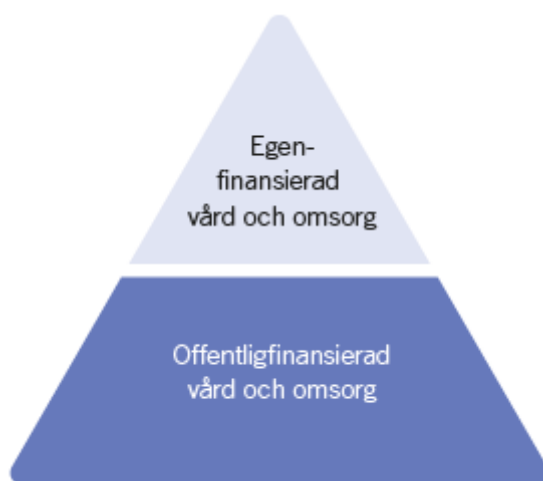 Egen-
finansierad
vård och omsorg
Offentligfinansierad
vård och omsorg